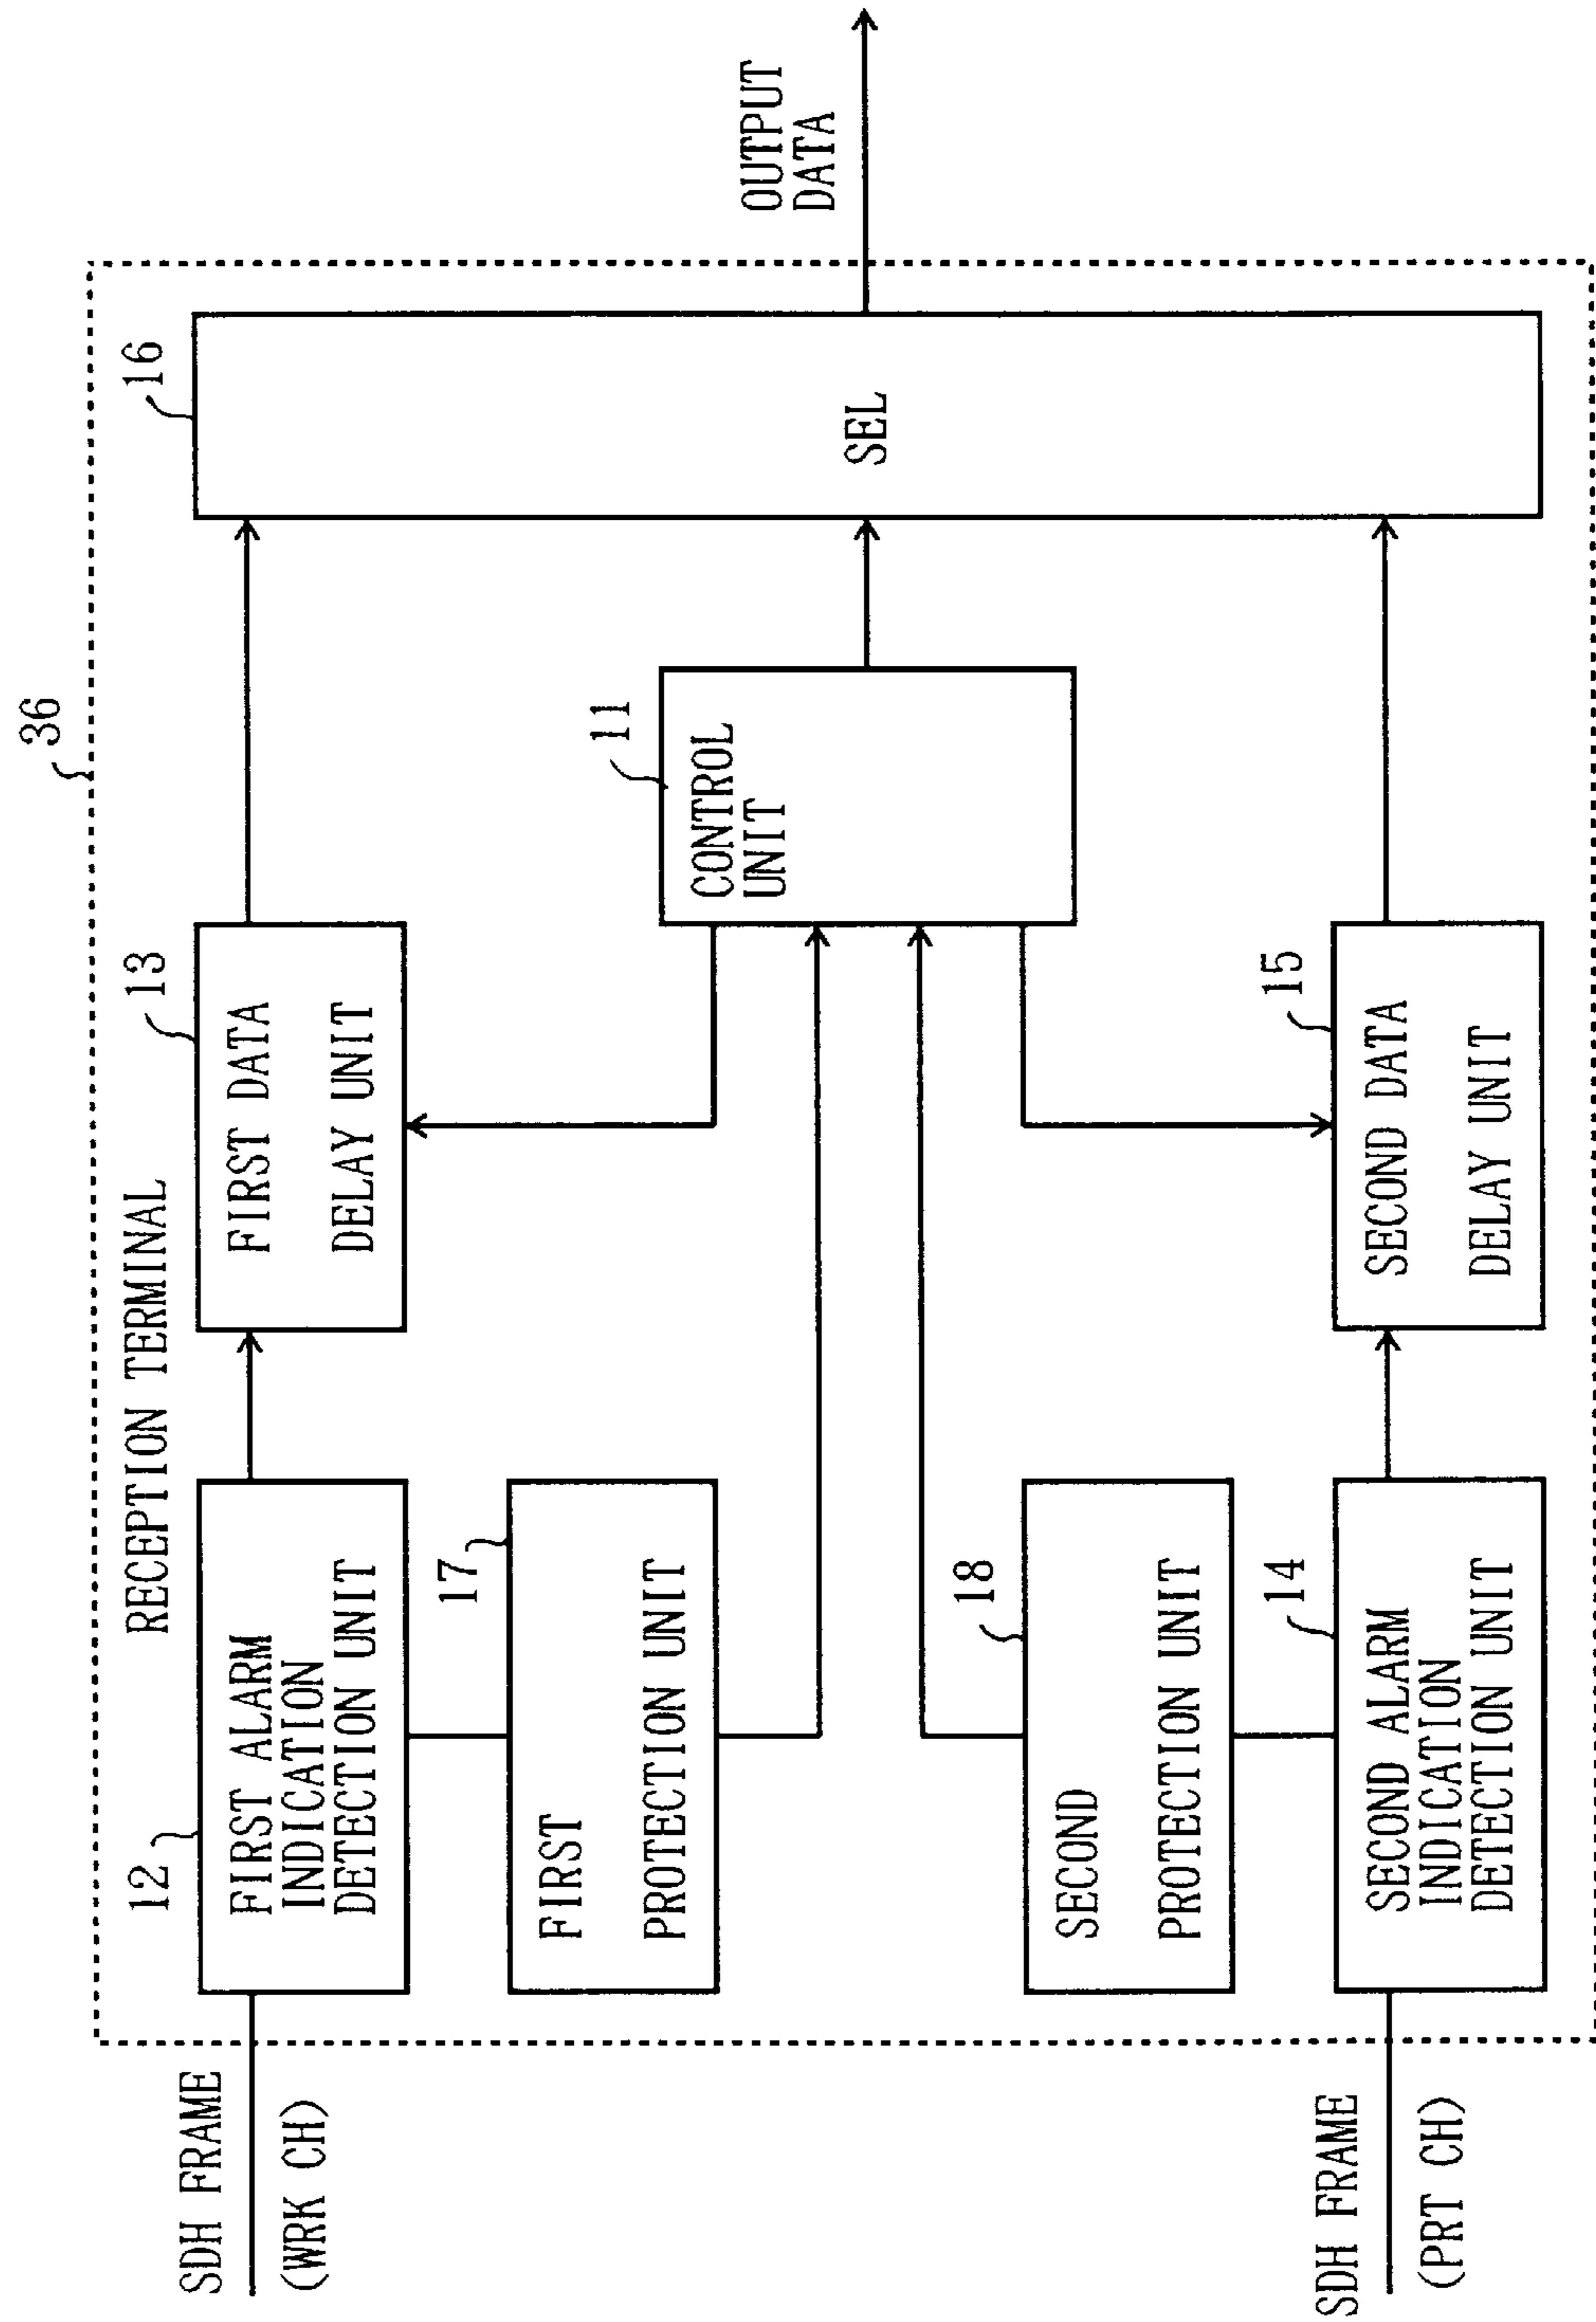 36
RECEPTION TERMINAL
SDH FRAME
(WRK CH)
12
FIRST ALARM
INDICATION
DETECTION UNIT
13
FIRST DATA
DELAY UNIT
16
SEL
17
FIRST
PROTECTION UNIT
11
CONTROL
UNIT
OUTPUT
DATA
18
SECOND
PROTECTION UNIT
SDH FRAME
(PRT CH)
14
SECOND ALARM
INDICATION
DETECTION UNIT
15
SECOND DATA
DELAY UNIT